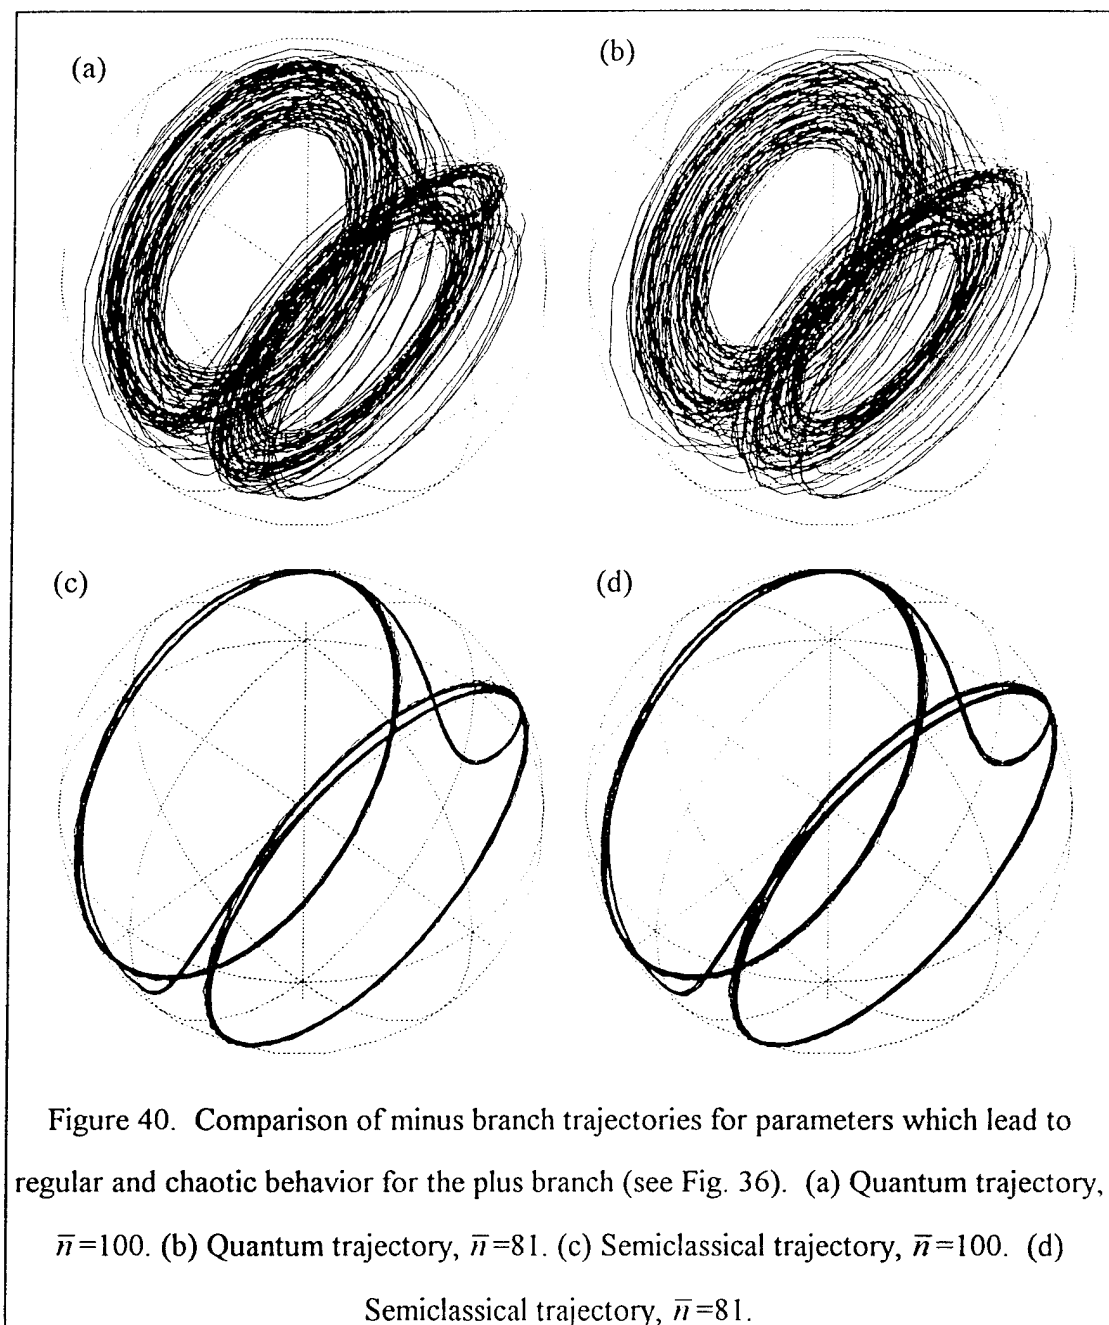 (a)
(b)
(c)
(d)
Figure 40. Comparison of minus branch trajectories for parameters which lead to
regular and chaotic behavior for the plus branch (see Fig. 36). (a) Quantum trajectory,
n̅=100. (b) Quantum trajectory, n̅=81. (c) Semiclassical trajectory, n̅=100. (d)
Semiclassical trajectory, n̅=81.